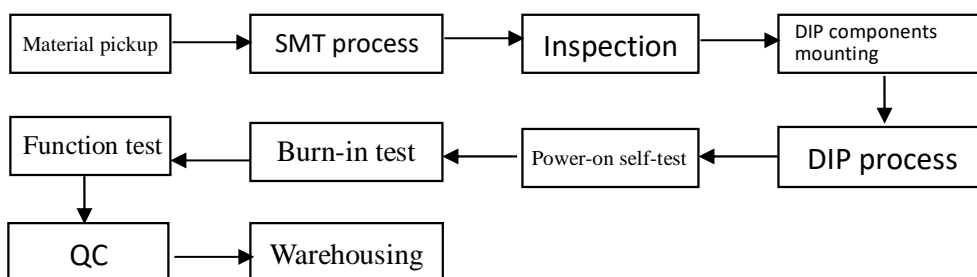 Material pickup
SMT process
Inspection
DIP components
mounting
DIP process
Power-on self-test
Burn-in test
Function test
QC
Warehousing